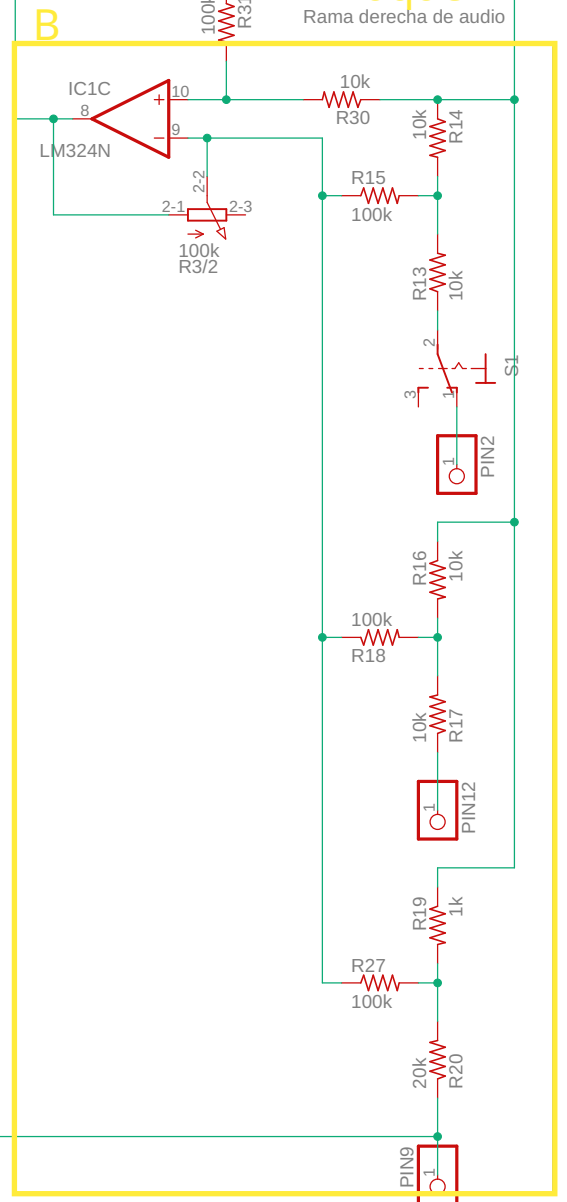 B
100k
R31
Rama derecha de audio
IC1C
10
8
+
-
9
LM324N
10k
R30
10k
R14
2-2
2-1
2-3
100k
R3/2
R15
100k
R13
10k
2
S1
3
1
1
PIN2
R16
10k
100k
R18
10k
R17
1
PIN12
R19
1k
R27
100k
20k
R20
PIN9
1